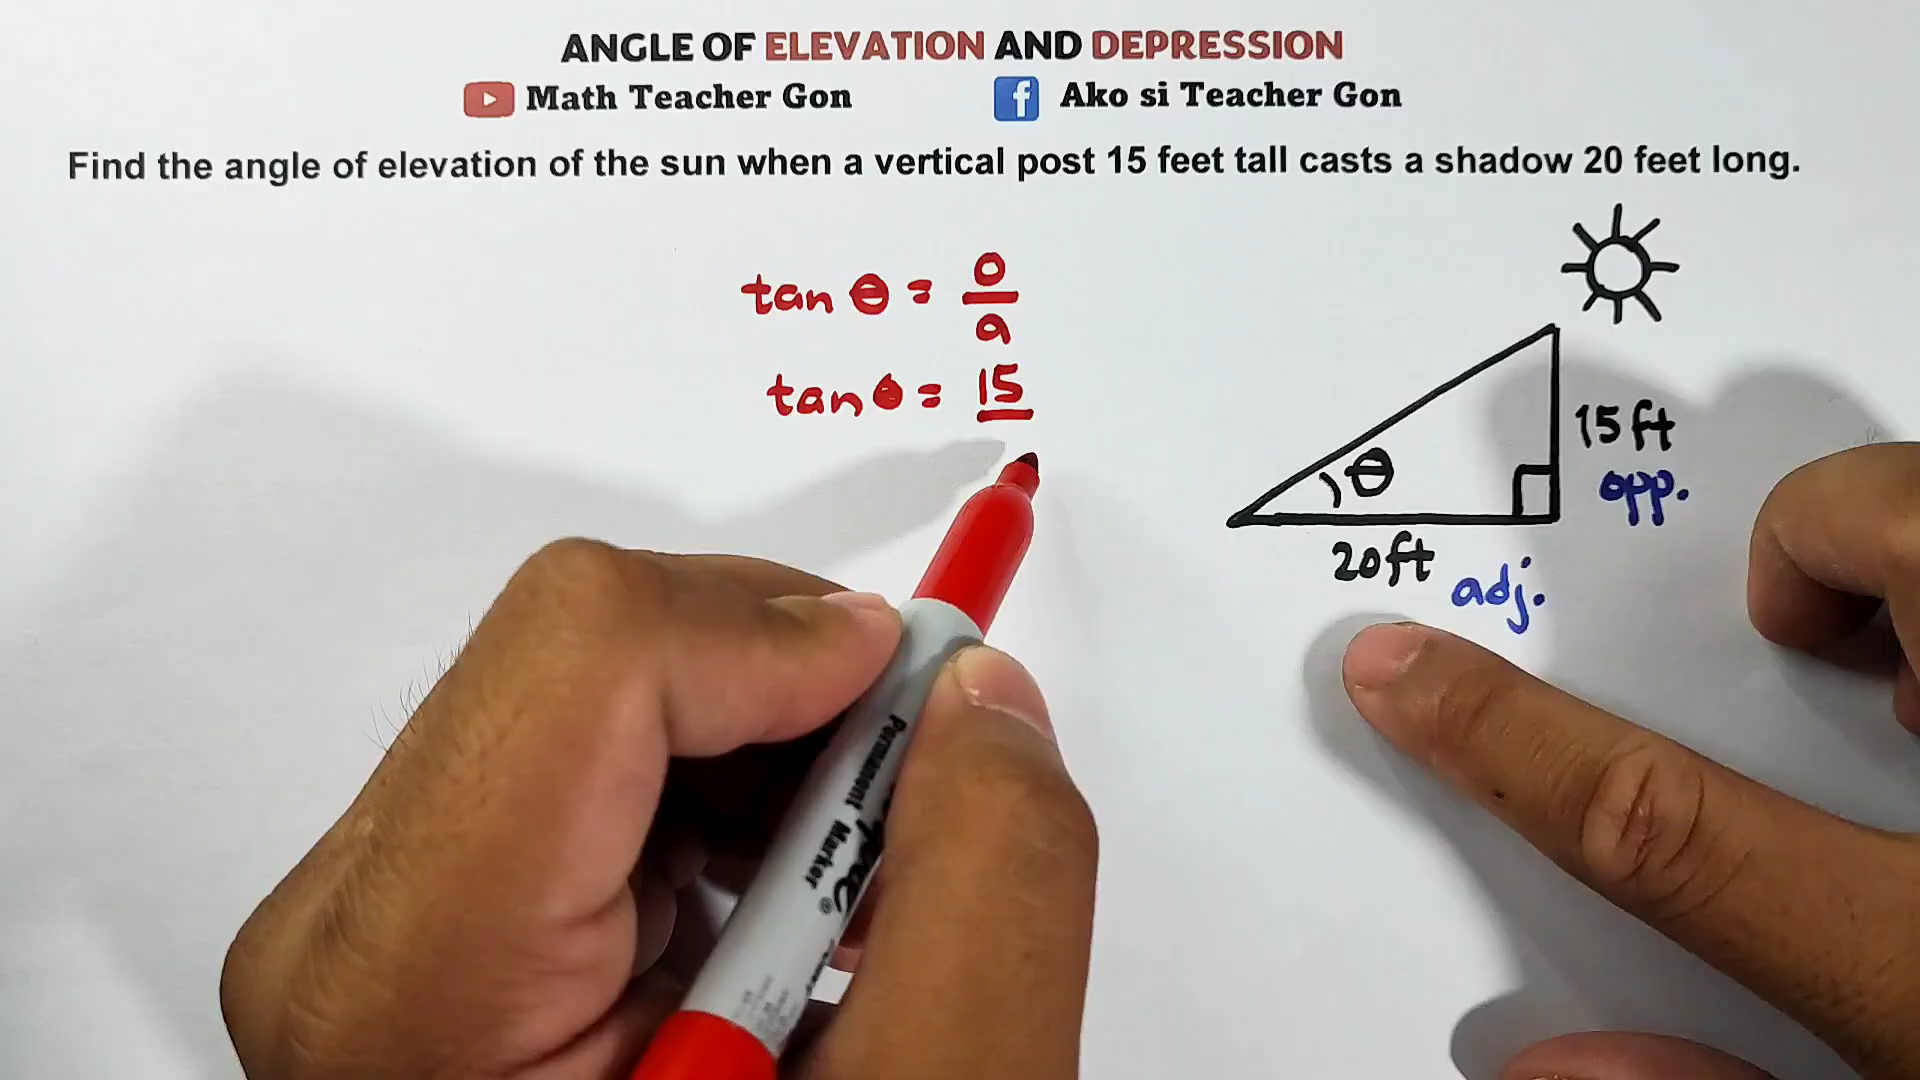 ANGLE OF ELEVATION AND DEPRESSION
Math Teacher Gon
Ako si Teacher Gon
Find the angle of elevation of the sun when a vertical post 15 feet tall casts a shadow 20 feet long.
tan θ = o/a
tan θ = 15
15 ft
opp.
θ
20 ft
adj.
Permanent Marker